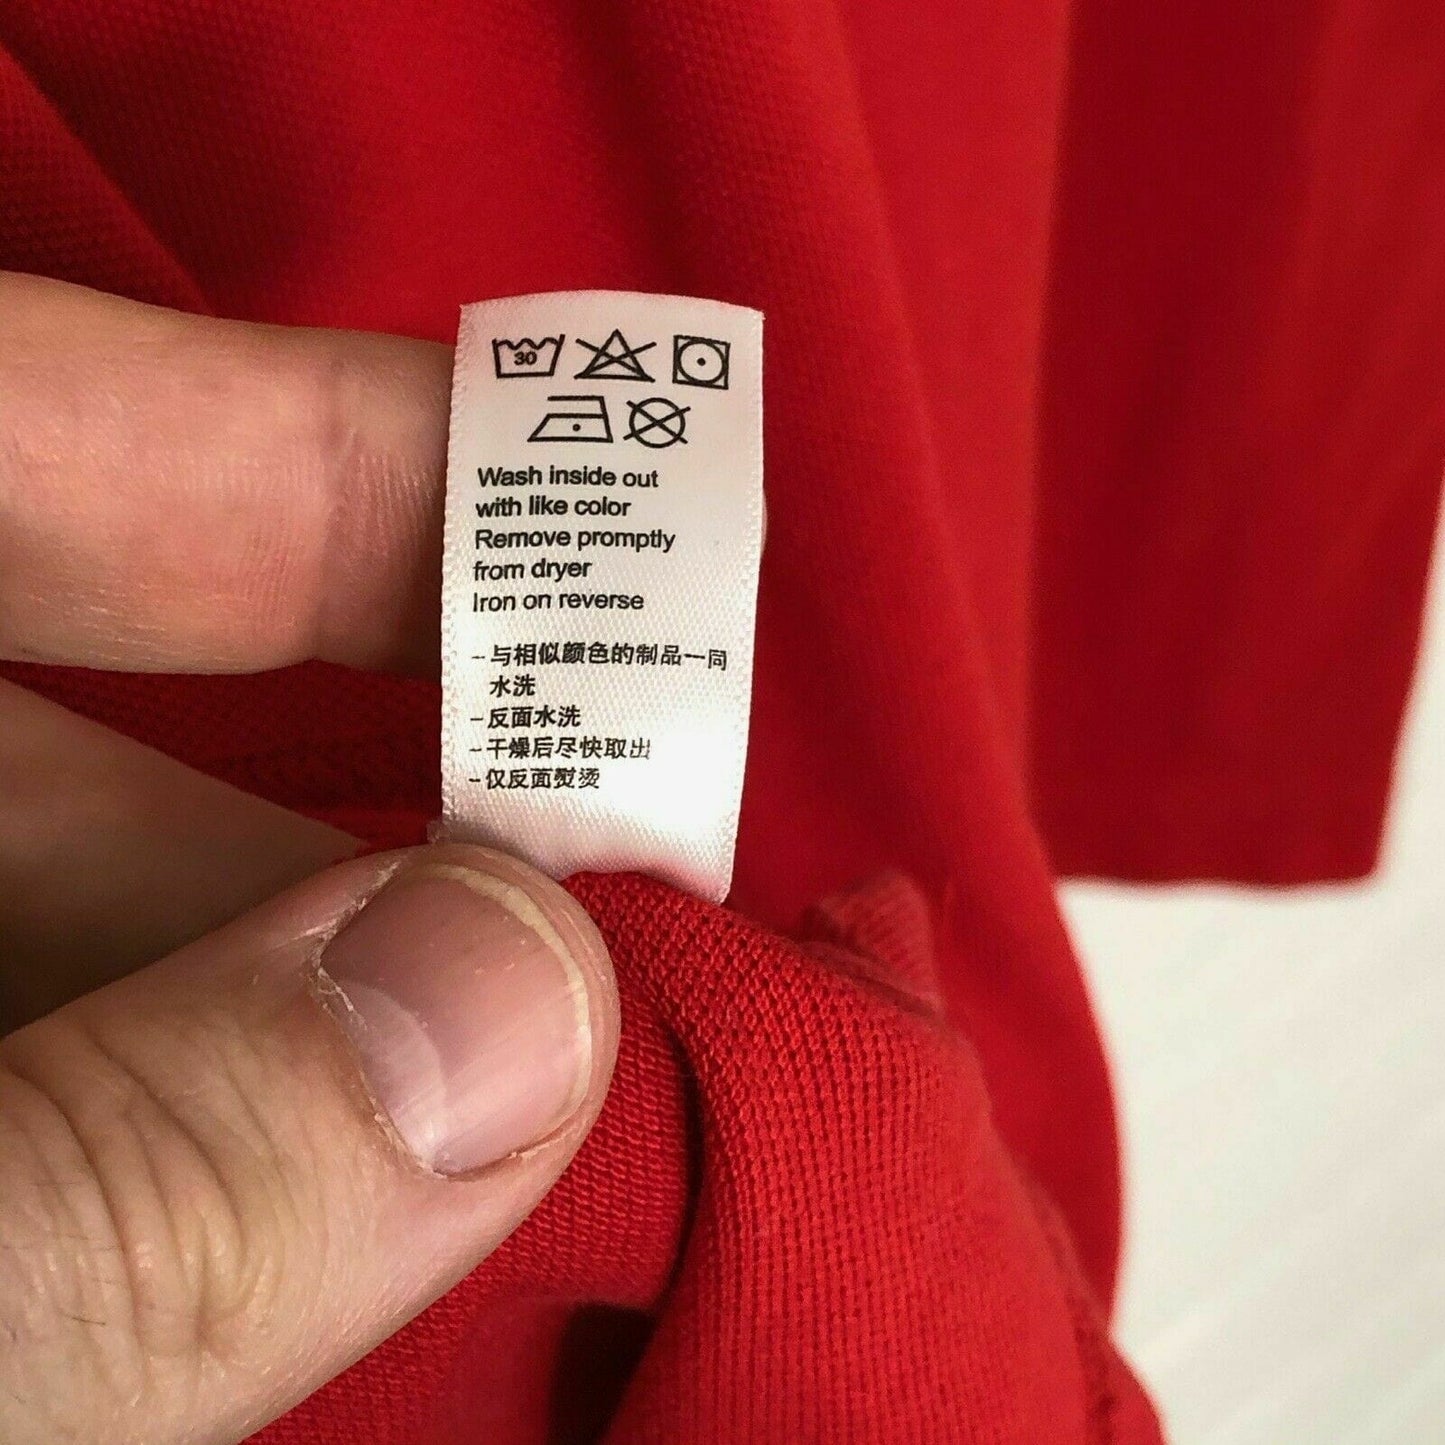 30
Wash inside out
with like color
Remove promptly
from dryer
Iron on reverse
-与相似颜色的制品一同
水洗
-反面水洗
-干燥后尽快取出
-仅反面熨烫